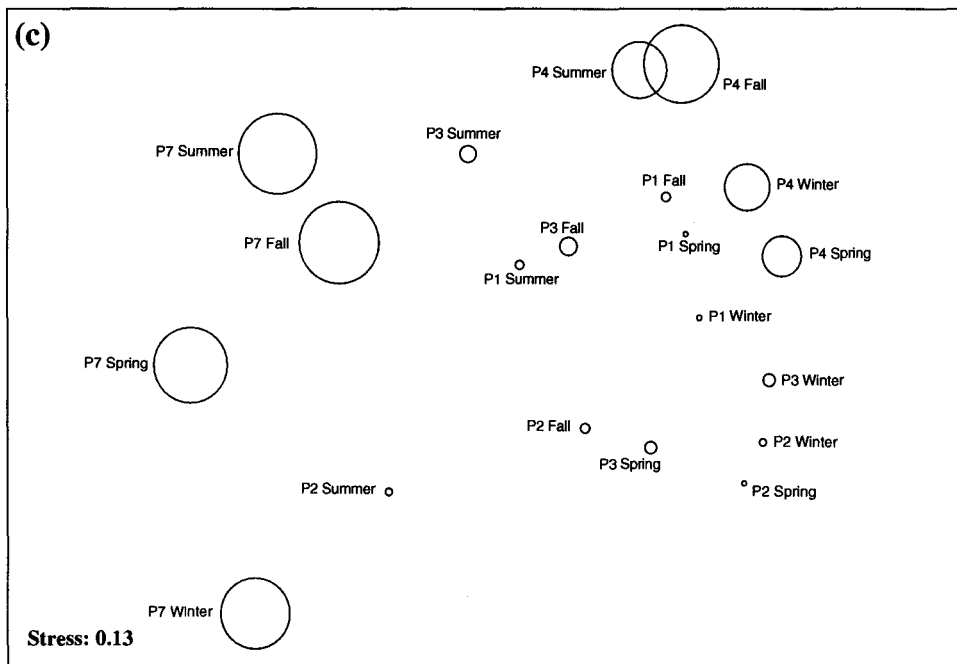 (c)
P4 Summer
P4 Fall
P3 Summer
P7 Summer
P1 Fall
P4 Winter
P3 Fall
P7 Fall
P1 Spring
P4 Spring
P1 Summer
P1 Winter
P7 Spring
P3 Winter
P2 Fall
P2 Winter
P3 Spring
P2 Summer
P2 Spring
P7 Winter
Stress: 0.13